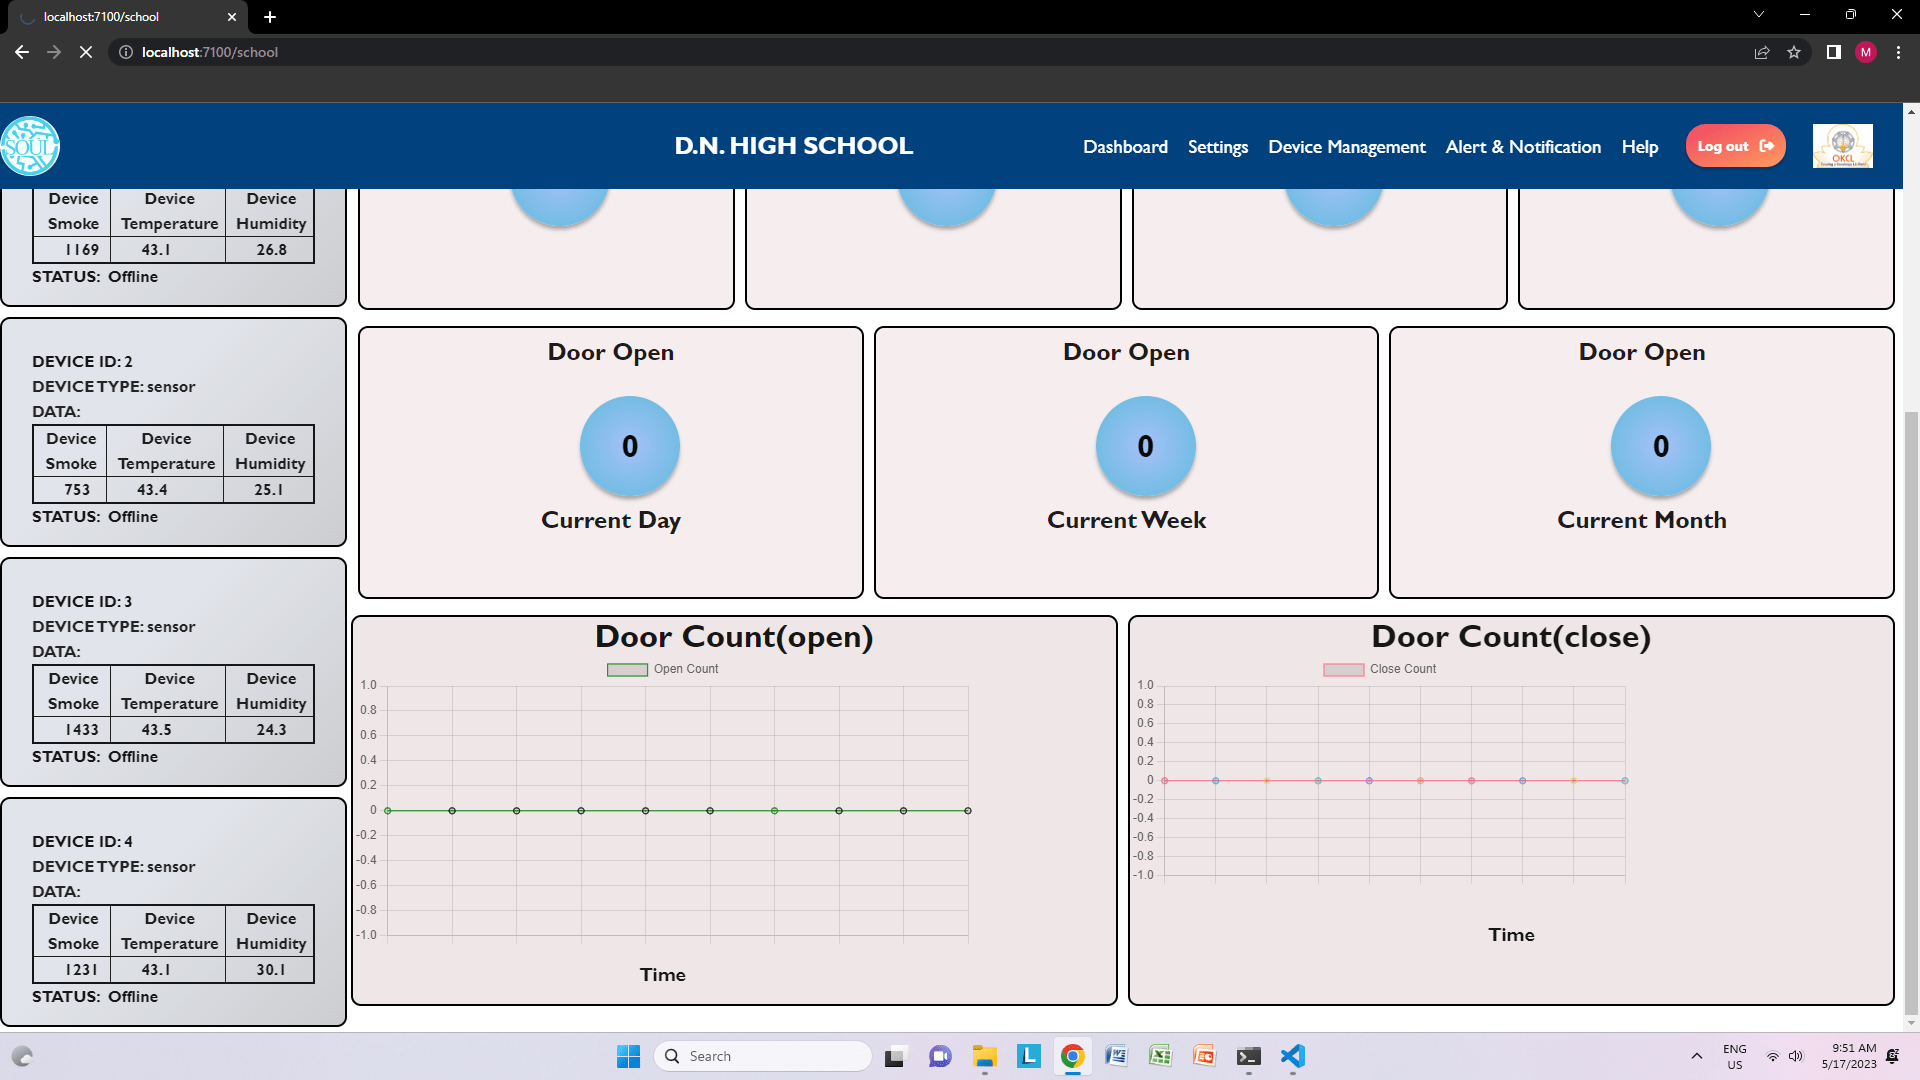 localhost:7100/school
localhost:7100/school
M
SOUL
D.N. HIGH SCHOOL
Dashboard Settings Device Management Alert & Notification Help Log out
OKCL
Device Smoke Device Temperature Device Humidity
1169 43.1 26.8
STATUS: Offline
DEVICE ID: 2
DEVICE TYPE: sensor
DATA:
Device Smoke Device Temperature Device Humidity
753 43.4 25.1
STATUS: Offline
DEVICE ID: 3
DEVICE TYPE: sensor
DATA:
Device Smoke Device Temperature Device Humidity
1433 43.5 24.3
STATUS: Offline
DEVICE ID: 4
DEVICE TYPE: sensor
DATA:
Device Smoke Device Temperature Device Humidity
1231 43.1 30.1
STATUS: Offline
Door Open
0
Current Day
Door Open
0
Current Week
Door Open
0
Current Month
Door Count(open)
Open Count
1.0
0.8
0.6
0.4
0.2
0
-0.2
-0.4
-0.6
-0.8
-1.0
Time
Door Count(close)
Close Count
1.0
0.8
0.6
0.4
0.2
0
-0.2
-0.4
-0.6
-0.8
-1.0
Time
Search
L
ENG
US
9:51 AM
5/17/2023